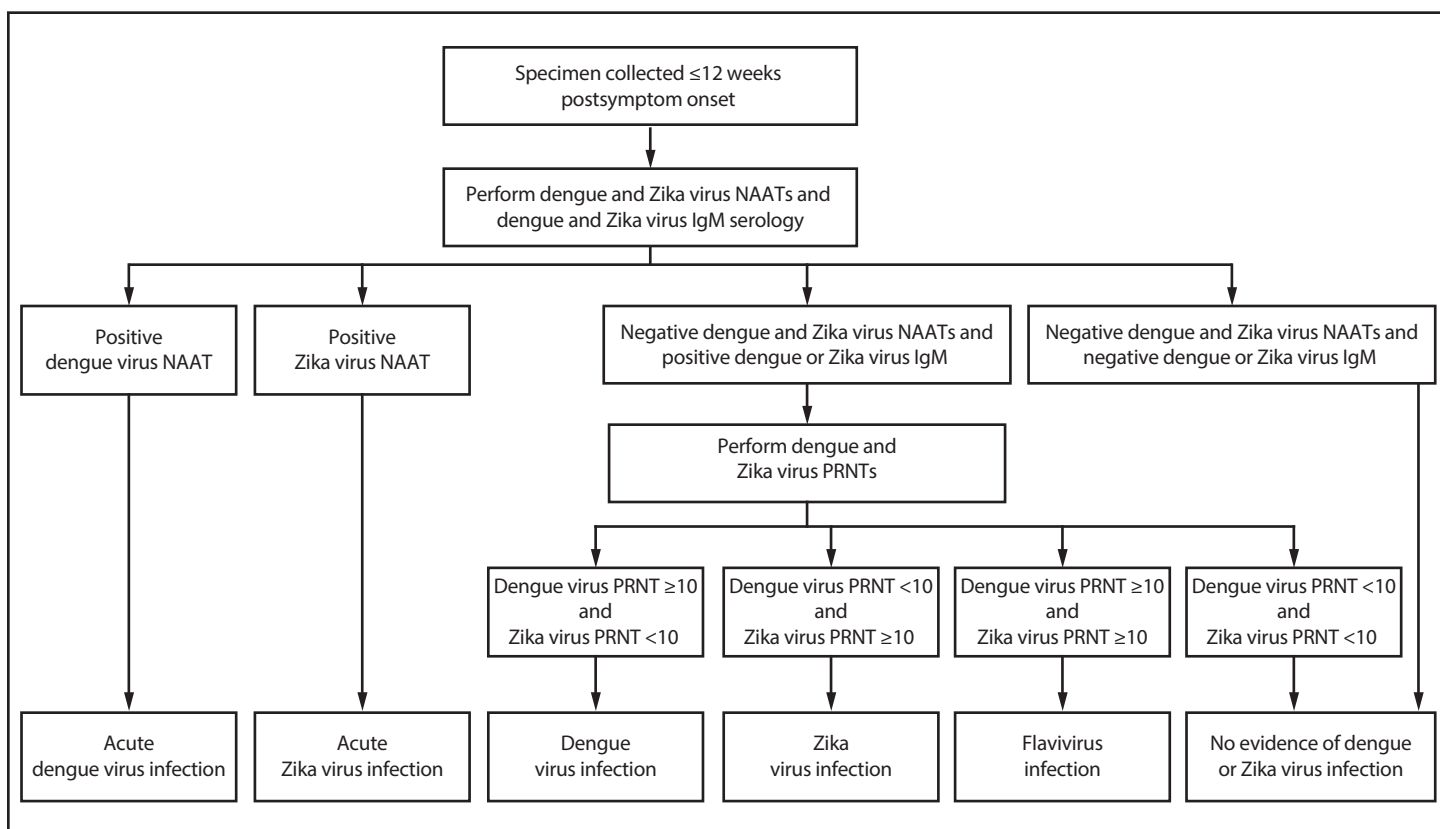 Specimen collected ≤12 weeks
postsymptom onset
Perform dengue and Zika virus NAATs and
dengue and Zika virus IgM serology
Positive
dengue virus NAAT
Positive
Zika virus NAAT
Negative dengue and Zika virus NAATs and
positive dengue or Zika virus IgM
Negative dengue and Zika virus NAATs and
negative dengue or Zika virus IgM
Perform dengue and
Zika virus PRNTs
Dengue virus PRNT ≥10
and
Zika virus PRNT <10
Dengue virus PRNT <10
and
Zika virus PRNT ≥10
Dengue virus PRNT ≥10
and
Zika virus PRNT ≥10
Dengue virus PRNT <10
and
Zika virus PRNT <10
Acute
dengue virus infection
Acute
Zika virus infection
Dengue
virus infection
Zika
virus infection
Flavivirus
infection
No evidence of dengue
or Zika virus infection